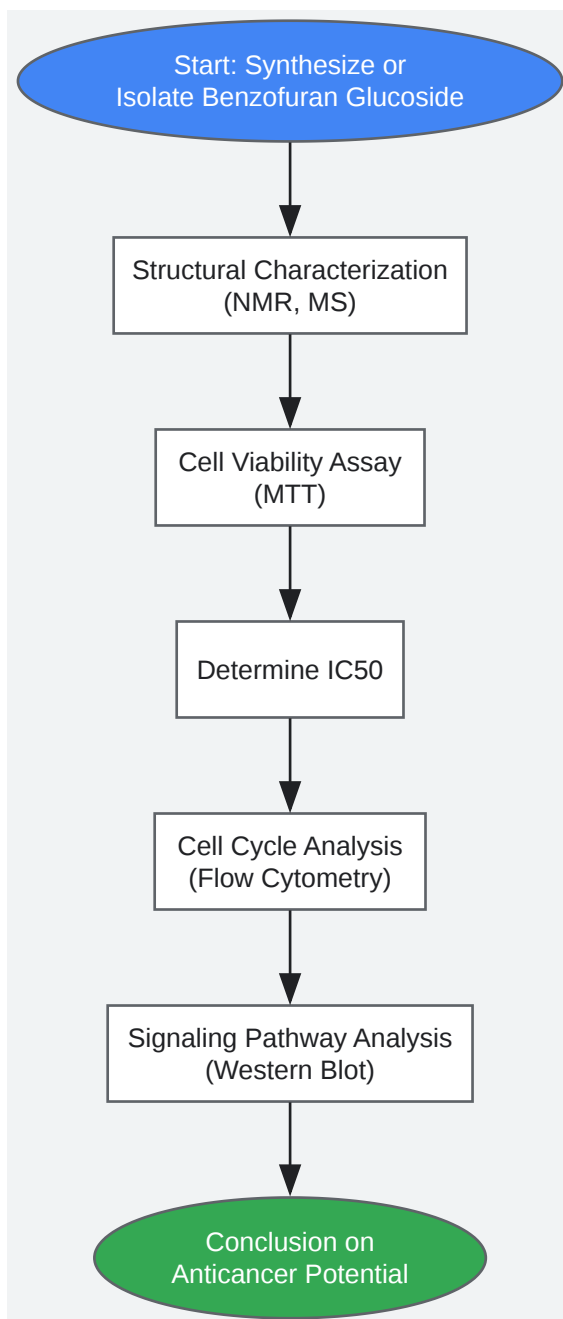 Start: Synthesize or
Isolate Benzofuran Glucoside
Structural Characterization
(NMR, MS)
Cell Viability Assay
(MTT)
Determine IC50
Cell Cycle Analysis
(Flow Cytometry)
Signaling Pathway Analysis
(Western Blot)
Conclusion on
Anticancer Potential